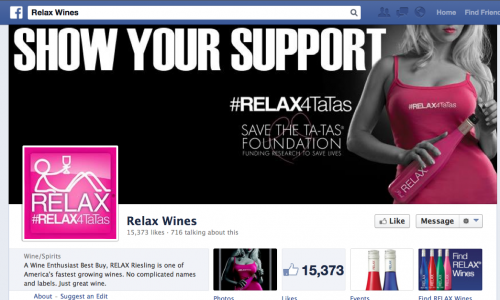 Relax Wines
Home
Find Friend
SHOW YOUR SUPPORT
#RELAX4TaTas
SAVE THE TA-TAS®
FOUNDATION
FUNDING RESEARCH TO SAVE LIVES
#RELAX4TATAS
RELAX
RELAX
#RELAX4TATAS
Relax Wines
15,373 likes · 716 talking about this
Like
Message
Wine/Spirits
A Wine Enthusiast Best Buy, RELAX Riesling is one of
America's fastest growing wines. No complicated names
and labels. Just great wine.
About · Suggest an Edit
15,373
Find
RELAX®
Wines
Photos
Likes
Events
Find RELAX Wines